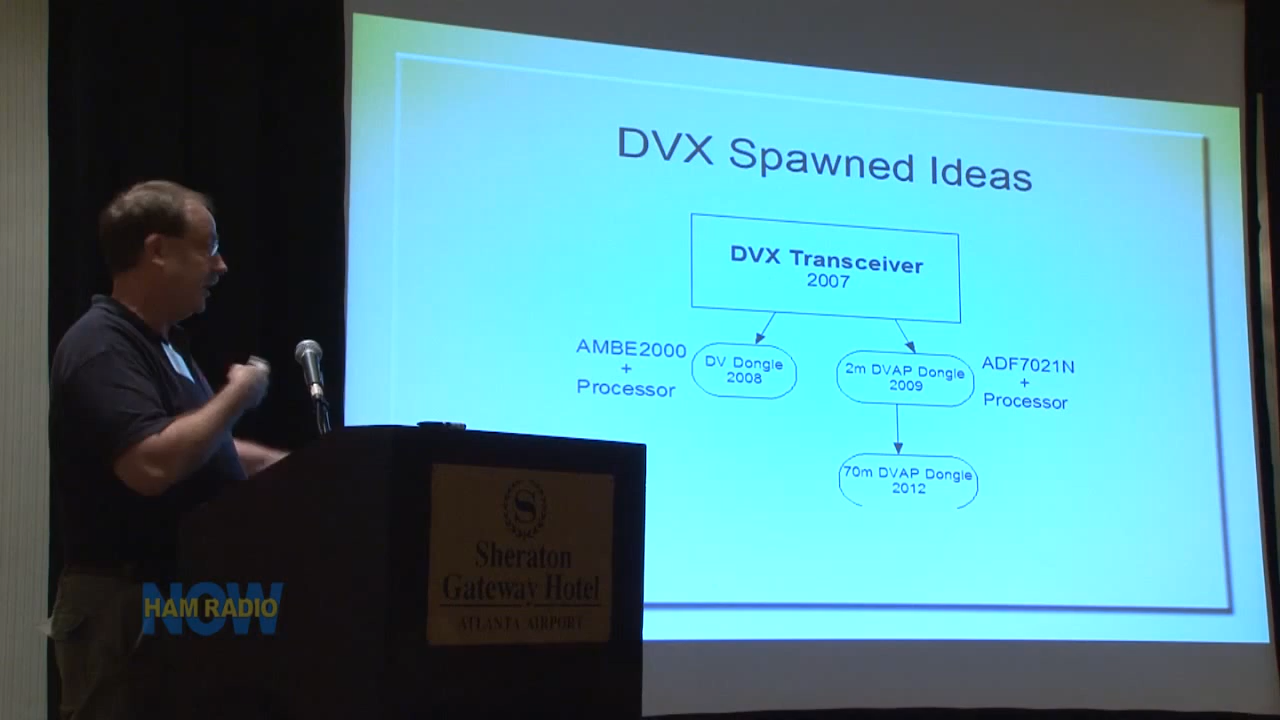 DVX Spawned Ideas
DVX Transceiver
2007
AMBE2000
+
Processor
DV Dongle
2008
2m DVAP Dongle
2009
ADF7021N
+
Processor
70m DVAP Dongle
2012
S
Sheraton
Gateway Hotel
ATLANTA AIRPORT
NOW
HAM RADIO